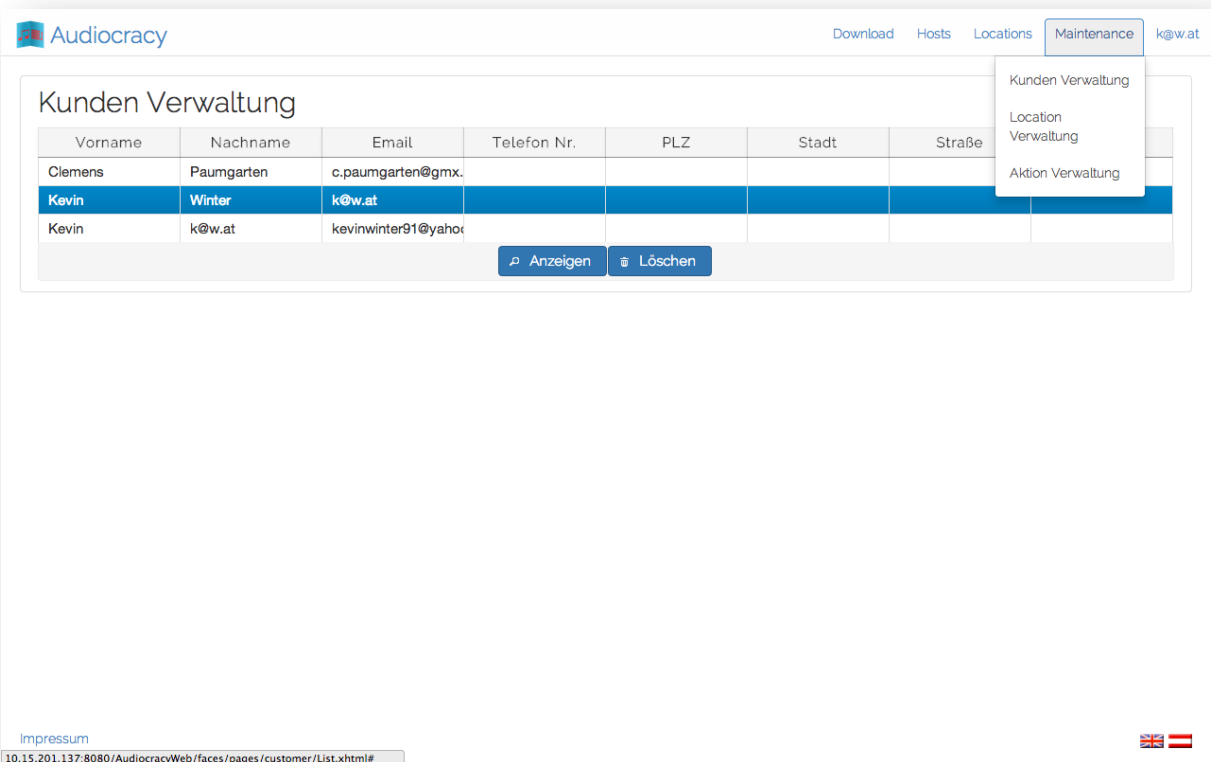 Audiocracy
Download Hosts Locations Maintenance k@w.at
Kunden Verwaltung
Location
Verwaltung
Aktion Verwaltung
Kunden Verwaltung
Vorname Nachname Email Telefon Nr. PLZ Stadt Straße
Clemens Paumgarten c.paumgarten@gmx.
Kevin Winter k@w.at
Kevin k@w.at kevinwinter91@yahoo
Anzeigen Löschen
Impressum
10.15.201.137:8080/AudiocracyWeb/faces/pages/customer/List.xhtml#